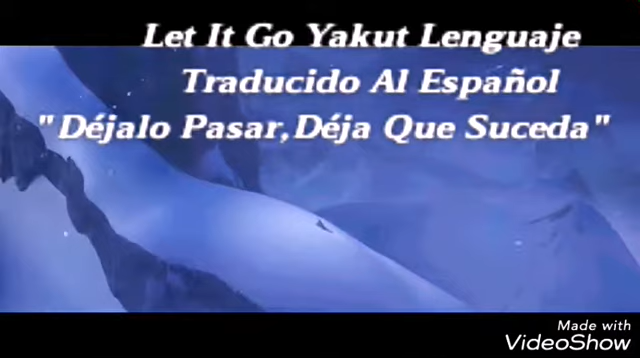 Let It Go Yakut Lenguaje
Traducido Al Español
"Déjalo Pasar,Déja Que Suceda"
Made with
VideoShow